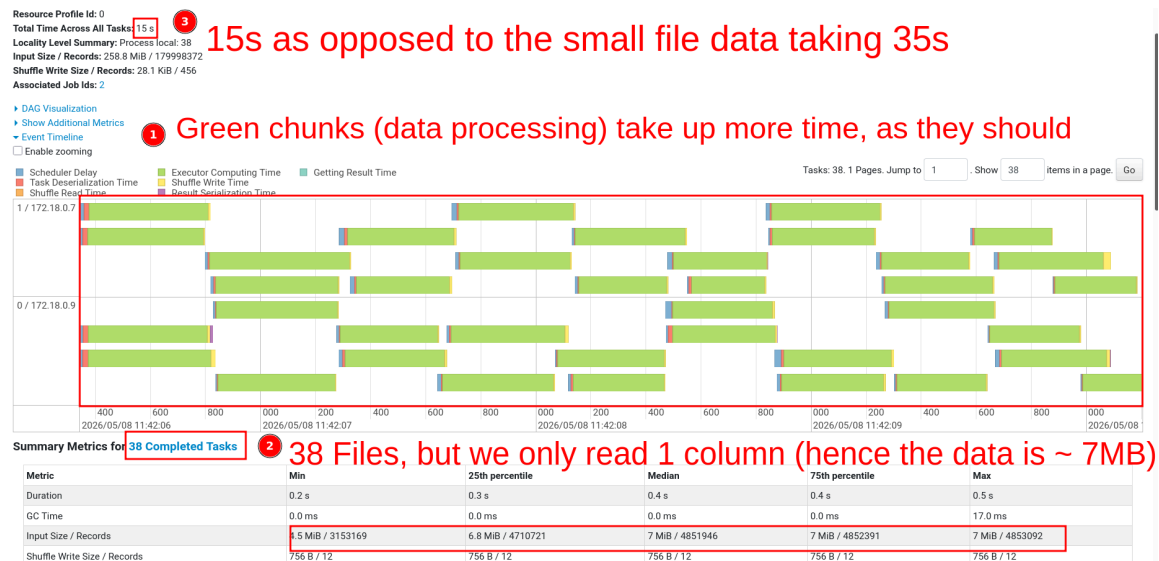 Resource Profile Id: 0
Total Time Across All Tasks: 15 s
3
15s as opposed to the small file data taking 35s
Locality Level Summary: Process local: 38
Input Size / Records: 258.8 MiB / 179998372
Shuffle Write Size / Records: 28.1 KiB / 456
Associated Job Ids: 2
DAG Visualization
Show Additional Metrics
Event Timeline
1
Green chunks (data processing) take up more time, as they should
Enable zooming
Tasks: 38. 1 Pages. Jump to 1 . Show 38 items in a page. Go
Scheduler Delay Executor Computing Time Getting Result Time
Task Deserialization Time Shuffle Write Time
Shuffle Read Time Result Serialization Time
1 / 172.18.0.7
0 / 172.18.0.9
400 600 800 000 200 400 600 800 000 200 400 600 800 000 200 400 600 800 000
2026/05/08 11:42:06 2026/05/08 11:42:07 2026/05/08 11:42:08 2026/05/08 11:42:09 2026/05/08
Summary Metrics for 38 Completed Tasks
2
38 Files, but we only read 1 column (hence the data is ~ 7MB)
Metric Min 25th percentile Median 75th percentile Max
Duration 0.2 s 0.3 s 0.4 s 0.4 s 0.5 s
GC Time 0.0 ms 0.0 ms 0.0 ms 0.0 ms 17.0 ms
Input Size / Records 4.5 MiB / 3153169 6.8 MiB / 4710721 7 MiB / 4851946 7 MiB / 4852391 7 MiB / 4853092
Shuffle Write Size / Records 756 B / 12 756 B / 12 756 B / 12 756 B / 12 756 B / 12